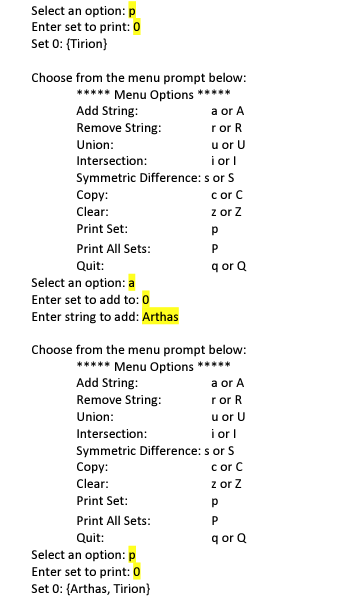 Select an option: p
Enter set to print: 0
Set 0: {Tirion}
Choose from the menu prompt below:
***** Menu Options *****
Add String: a or A
Remove String: r or R
Union: u or U
Intersection: i or I
Symmetric Difference: s or S
Copy: c or C
Clear: z or Z
Print Set: p
Print All Sets: P
Quit: q or Q
Select an option: a
Enter set to add to: 0
Enter string to add: Arthas
Choose from the menu prompt below:
***** Menu Options *****
Add String: a or A
Remove String: r or R
Union: u or U
Intersection: i or I
Symmetric Difference: s or S
Copy: c or C
Clear: z or Z
Print Set: p
Print All Sets: P
Quit: q or Q
Select an option: p
Enter set to print: 0
Set 0: {Arthas, Tirion}